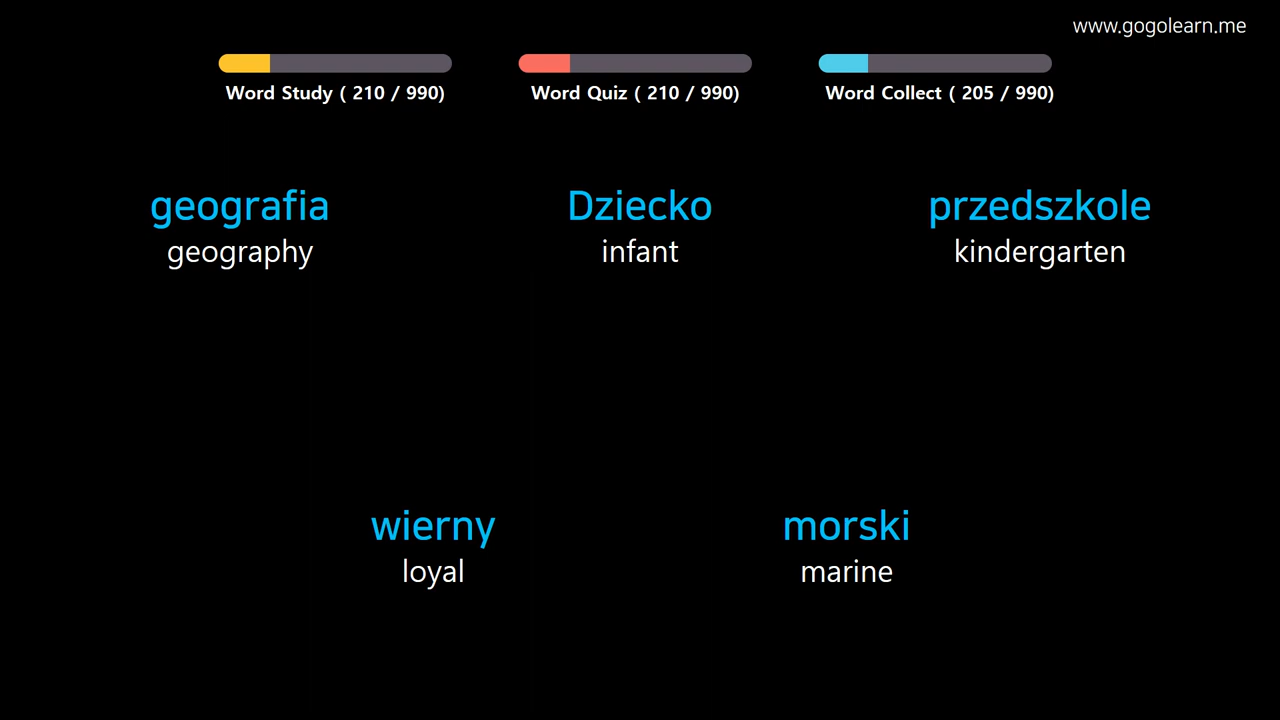 www.gogolearn.me
Word Study ( 210 / 990)
Word Quiz ( 210 / 990)
Word Collect ( 205 / 990)
geografia
geography
Dziecko
infant
przedszkole
kindergarten
wierny
loyal
morski
marine